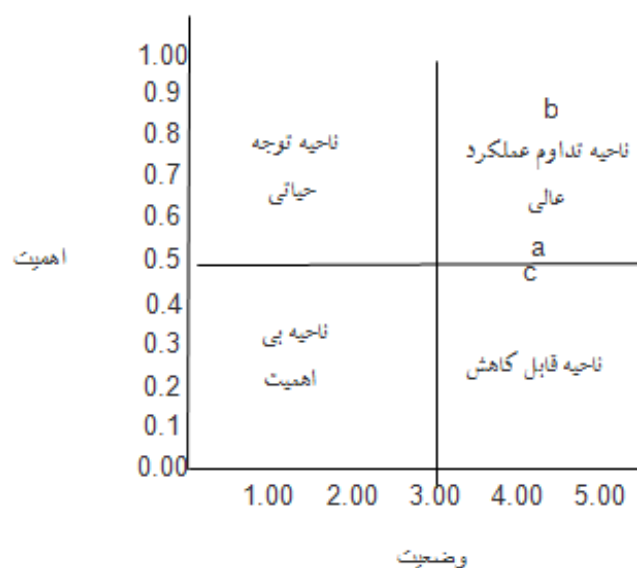 1.00
0.9
0.8
0.7
0.6
0.5
0.4
0.3
0.2
0.1
0.00
اهمیت
ناحیه توجه
حیاتی
b
ناحیه تداوم عملکرد
عالی
a
c
ناحیه بی
اهمیت
ناحیه قابل کاهش
1.00 2.00 3.00 4.00 5.00
وضعیت